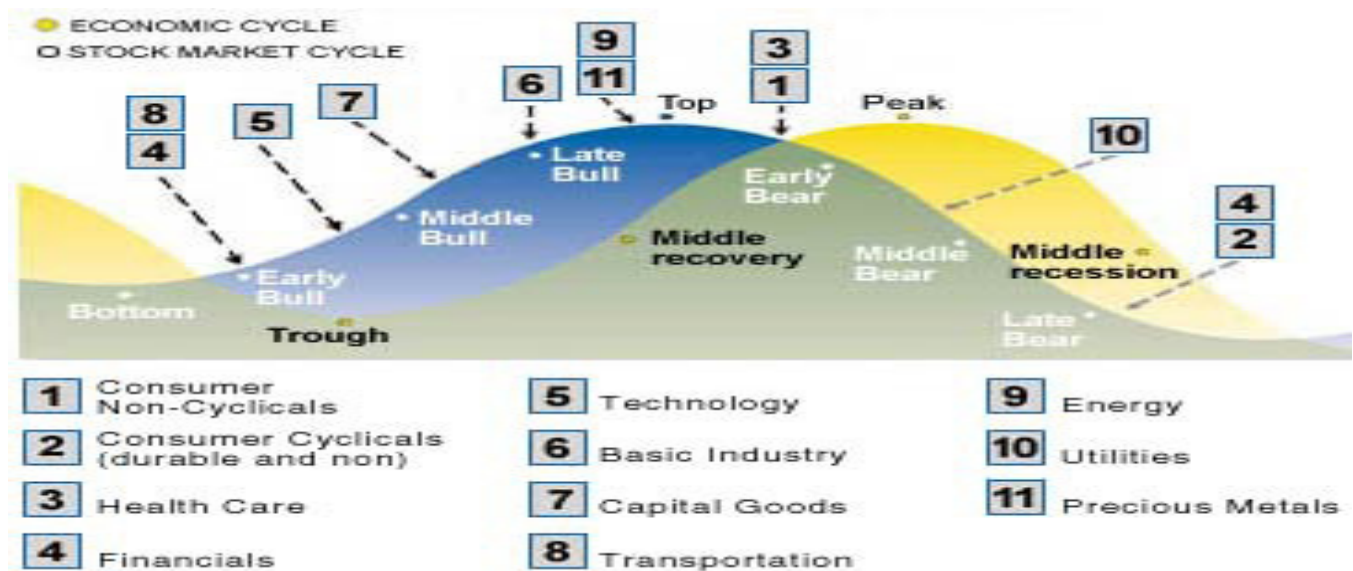 ECONOMIC CYCLE
STOCK MARKET CYCLE
8
4
5
7
6
9
11
Top
3
1
Peak
10
4
2
Late
Bull
Early
Bear
Middle
Bull
Middle
recovery
Middle
Bear
Middle
recession
Early
Bull
Bottom
Trough
Late
Bear
1 Consumer
Non-Cyclicals
2 Consumer Cyclicals
(durable and non)
3 Health Care
4 Financials
5 Technology
6 Basic Industry
7 Capital Goods
8 Transportation
9 Energy
10 Utilities
11 Precious Metals